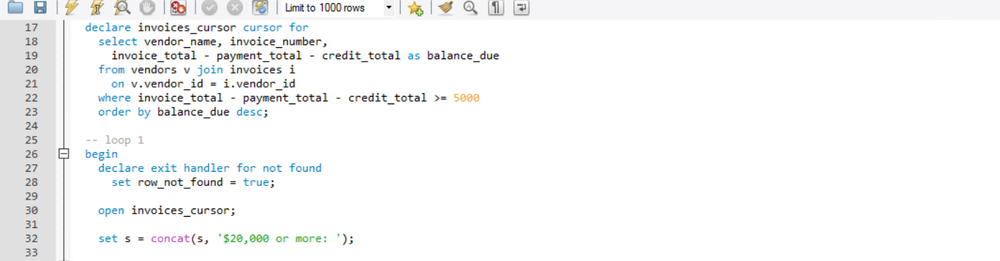 Limit to 1000 rows
17 declare invoices_cursor cursor for
18 select vendor_name, invoice_number,
19 invoice_total - payment_total - credit_total as balance_due
20 from vendors v join invoices i
21 on v.vendor_id = i.vendor_id
22 where invoice_total - payment_total - credit_total >= 5000
23 order by balance_due desc;
24
25 -- loop 1
26 begin
27 declare exit handler for not found
28 set row_not_found = true;
29
30 open invoices_cursor;
31
32 set s = concat(s, '$20,000 or more: ');
33